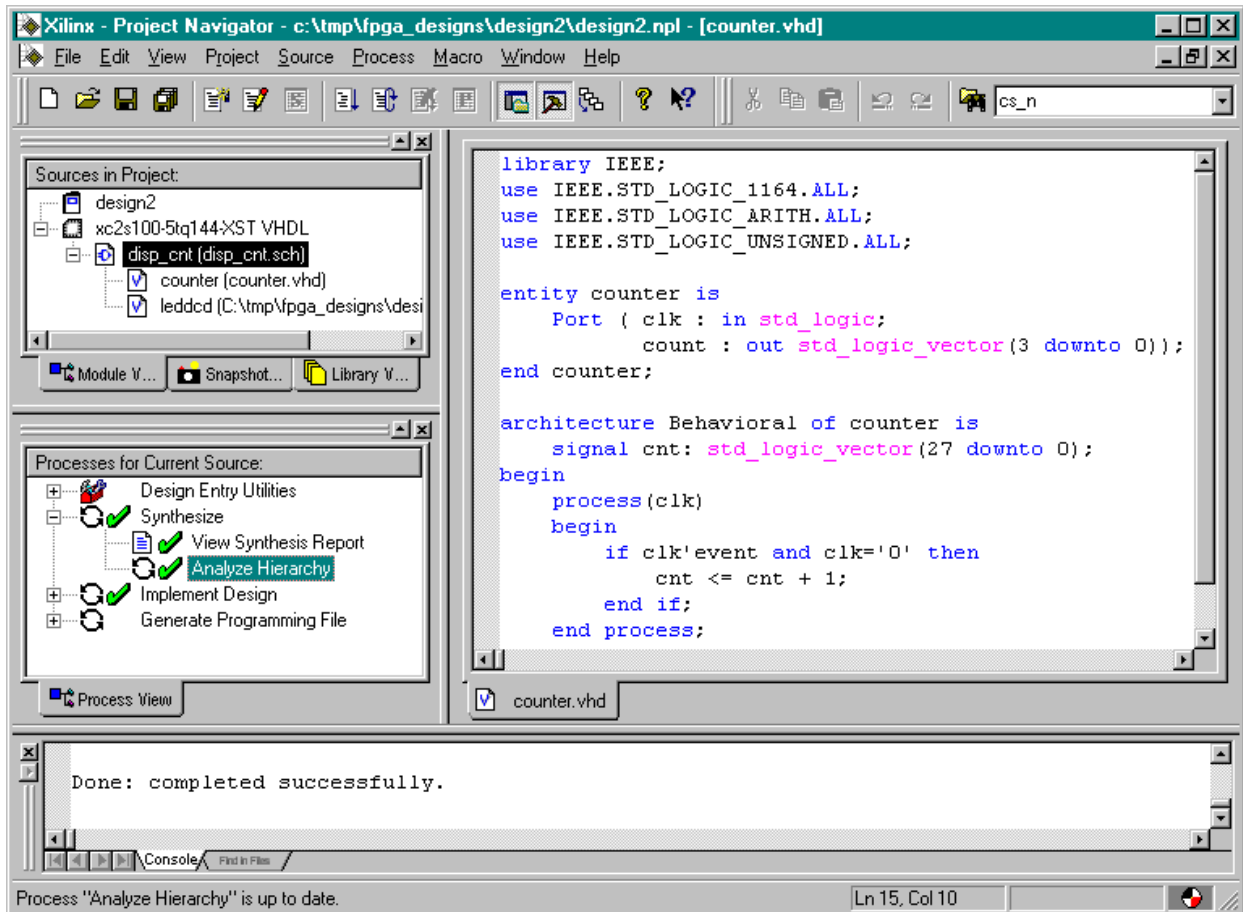 Xilinx - Project Navigator - c:\tmp\fpga_designs\design2\design2.npl - [counter.vhd]
File Edit View Project Source Process Macro Window Help
cs_n
Sources in Project:
design2
xc2s100-5tq144-XST VHDL
disp_cnt (disp_cnt.sch)
counter (counter.vhd)
leddcd (C:\tmp\fpga_designs\desi
Module V... Snapshot... Library V...
Processes for Current Source:
Design Entry Utilities
Synthesize
View Synthesis Report
Analyze Hierarchy
Implement Design
Generate Programming File
Process View
library IEEE;
use IEEE.STD_LOGIC_1164.ALL;
use IEEE.STD_LOGIC_ARITH.ALL;
use IEEE.STD_LOGIC_UNSIGNED.ALL;
entity counter is
Port ( clk : in std_logic;
count : out std_logic_vector(3 downto 0));
end counter;
architecture Behavioral of counter is
signal cnt: std_logic_vector(27 downto 0);
begin
process(clk)
begin
if clk'event and clk='0' then
cnt <= cnt + 1;
end if;
end process;
counter.vhd
Done: completed successfully.
Console Find in Files
Process "Analyze Hierarchy" is up to date. Ln 15, Col 10